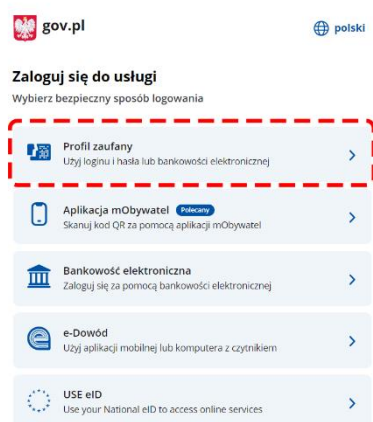 gov.pl
polski
Zaloguj się do usługi
Wybierz bezpieczny sposób logowania
Profil zaufany
Użyj loginu i hasła lub bankowości elektronicznej
Aplikacja mObywatel Polecany
Skanuj kod QR za pomocą aplikacji mObywatel
Bankowość elektroniczna
Zaloguj się za pomocą bankowości elektronicznej
e-Dowód
Użyj aplikacji mobilnej lub komputera z czytnikiem
USE eID
Use your National eID to access online services